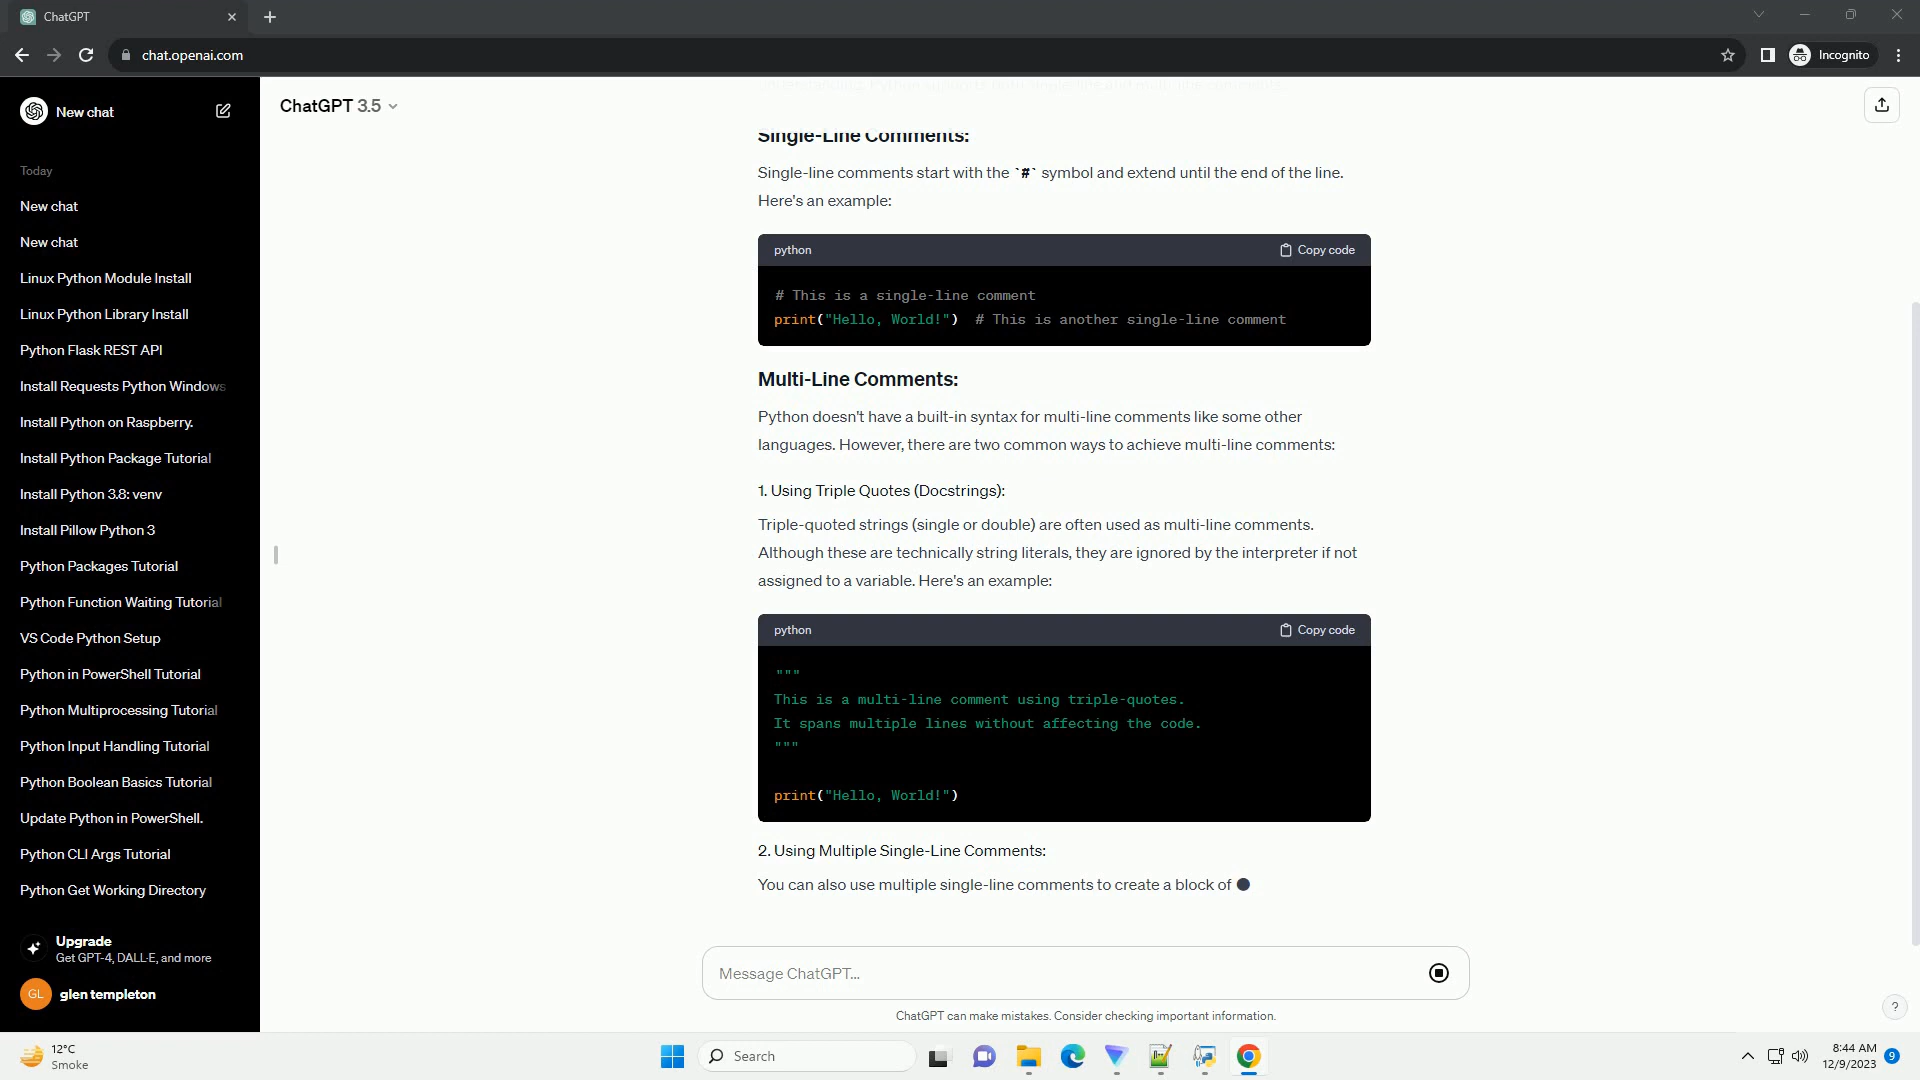 ChatGPT
chat.openai.com
Incognito
New chat
ChatGPT 3.5
Today
New chat
New chat
Linux Python Module Install
Linux Python Library Install
Python Flask REST API
Install Requests Python Windows
Install Python on Raspberry.
Install Python Package Tutorial
Install Python 3.8: venv
Install Pillow Python 3
Python Packages Tutorial
Python Function Waiting Tutorial
VS Code Python Setup
Python in PowerShell Tutorial
Python Multiprocessing Tutorial
Python Input Handling Tutorial
Python Boolean Basics Tutorial
Update Python in PowerShell.
Python CLI Args Tutorial
Python Get Working Directory
Upgrade
Get GPT-4, DALL·E, and more
GL
glen templeton
Single-Line Comments:
Single-line comments start with the `#` symbol and extend until the end of the line.
Here's an example:
python
Copy code
# This is a single-line comment
print("Hello, World!")  # This is another single-line comment
Multi-Line Comments:
Python doesn't have a built-in syntax for multi-line comments like some other
languages. However, there are two common ways to achieve multi-line comments:
1. Using Triple Quotes (Docstrings):
Triple-quoted strings (single or double) are often used as multi-line comments.
Although these are technically string literals, they are ignored by the interpreter if not
assigned to a variable. Here's an example:
python
Copy code
"""
This is a multi-line comment using triple-quotes.
It spans multiple lines without affecting the code.
"""
print("Hello, World!")
2. Using Multiple Single-Line Comments:
You can also use multiple single-line comments to create a block of
Message ChatGPT...
ChatGPT can make mistakes. Consider checking important information.
?
12°C
Smoke
Search
8:44 AM
12/9/2023
9